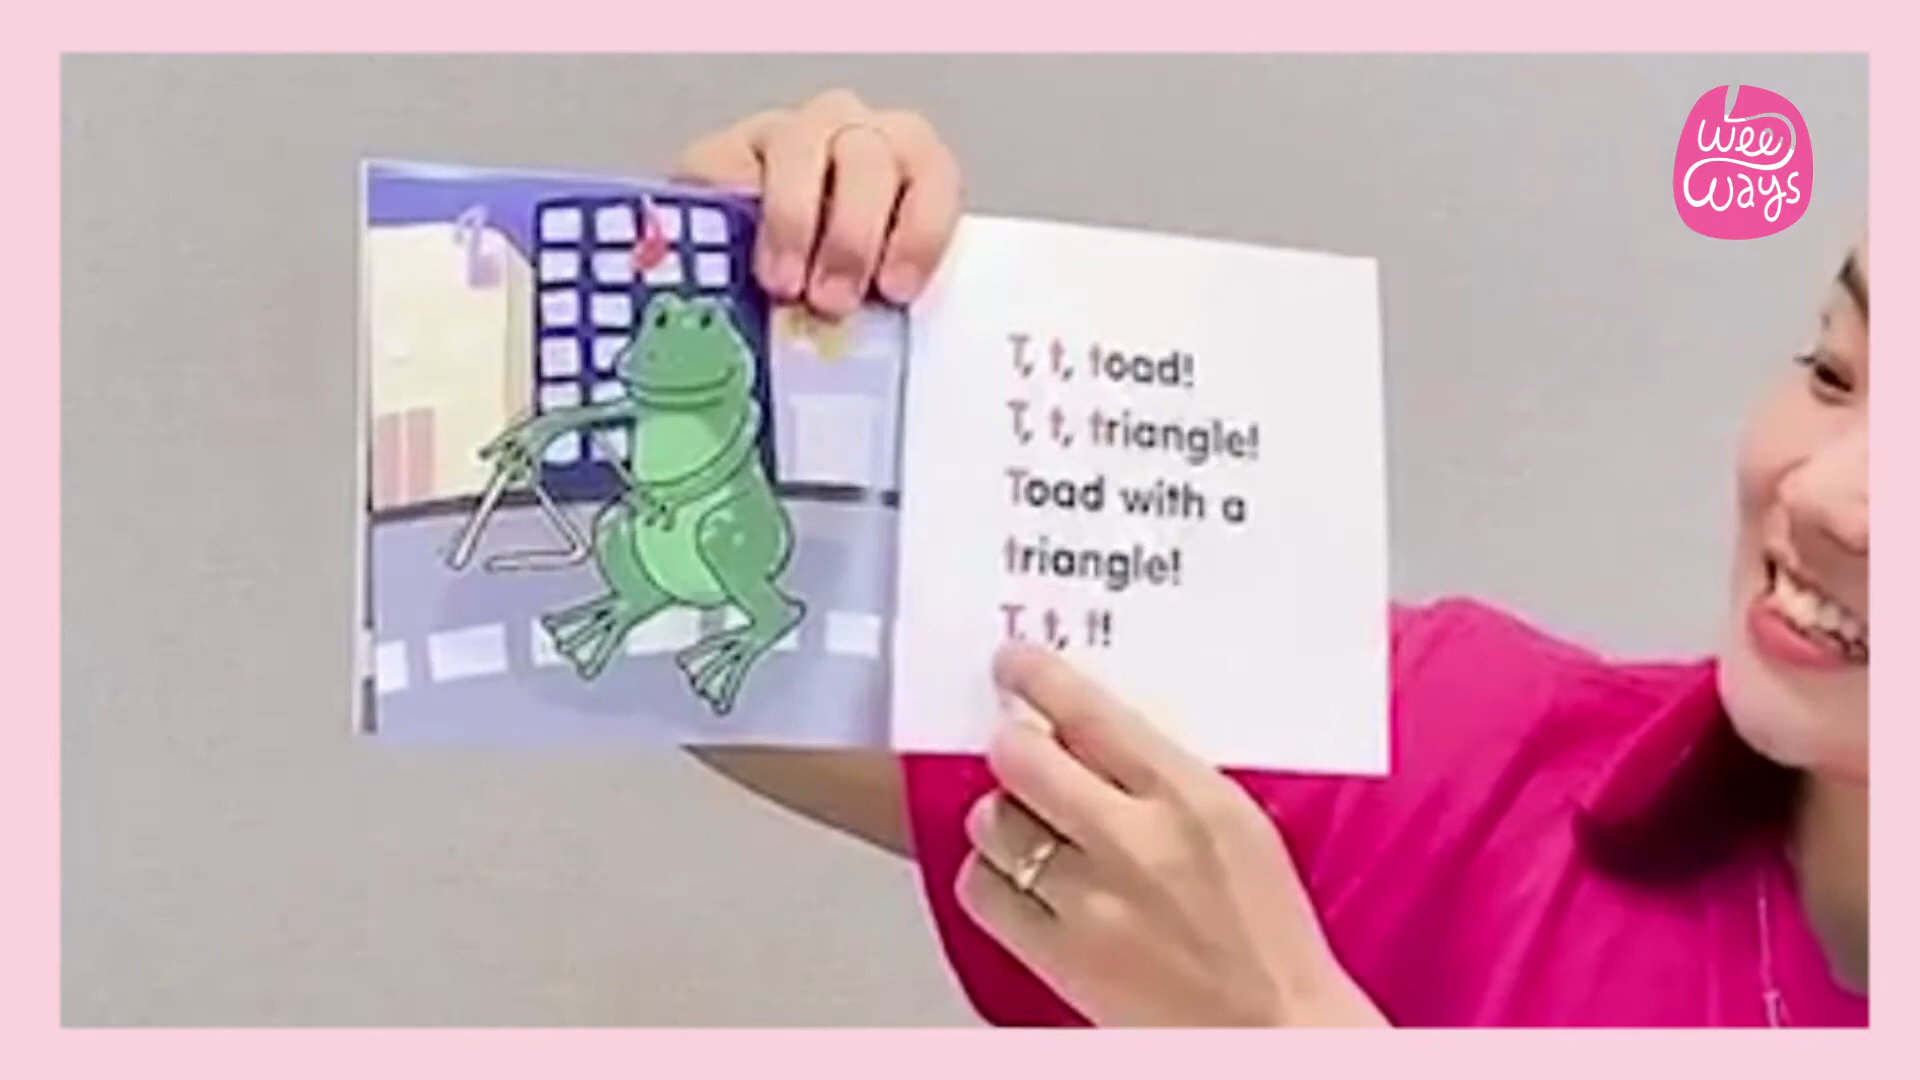 wee
ways
T, t, toad!
T, t, triangle!
Toad with a
triangle!
T, t, t!